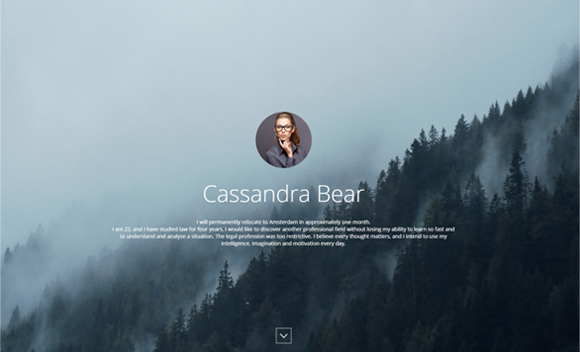 Cassandra Bear
I will permanently relocate to Amsterdam in approximately one month.
I am 22, and I have studied law for four years. I would like to discover another professional field without losing my ability to learn so fast and
to understand and analyse a situation. The legal profession was too restrictive. I believe every thought matters, and I intend to use my
intelligence, imagination and motivation every day.